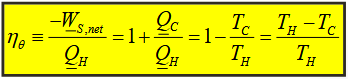 η_θ ≡ -W_S,net / Q_H = 1 + Q_C / Q_H = 1 - T_C / T_H = T_H - T_C / T_H